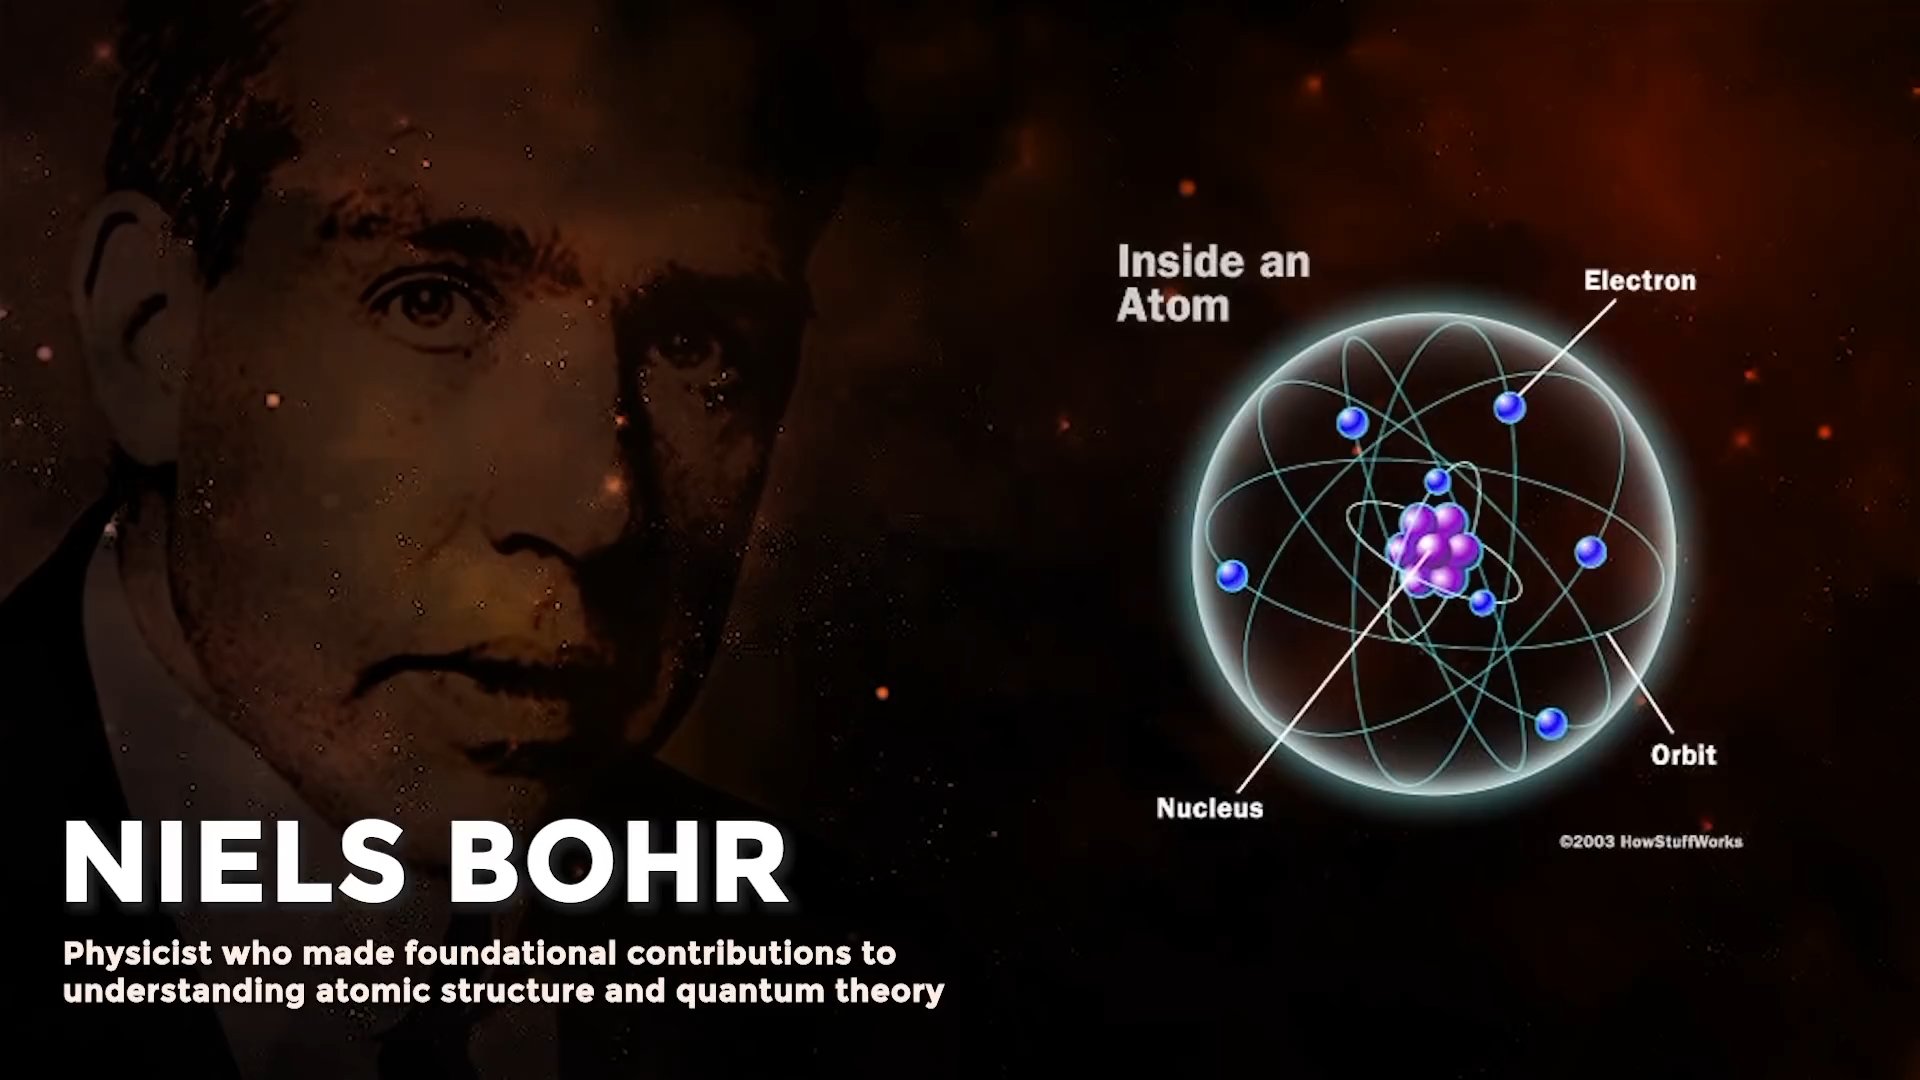 Inside an
Atom
Electron
Orbit
Nucleus
©2003 HowStuffWorks
NIELS BOHR
Physicist who made foundational contributions to
understanding atomic structure and quantum theory